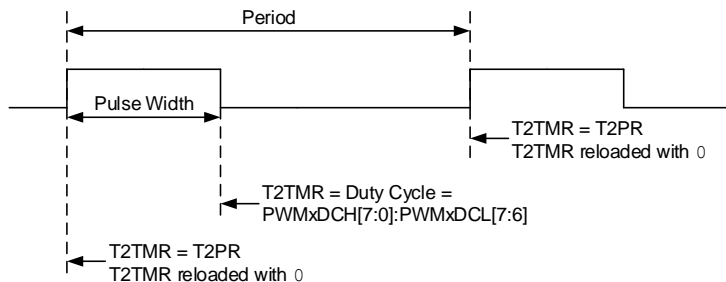 Period
Pulse Width
T2TMR = T2PR
T2TMR reloaded with 0
T2TMR = Duty Cycle =
PWMxDCH[7:0]:PWMxDCL[7:6]
T2TMR = T2PR
T2TMR reloaded with 0